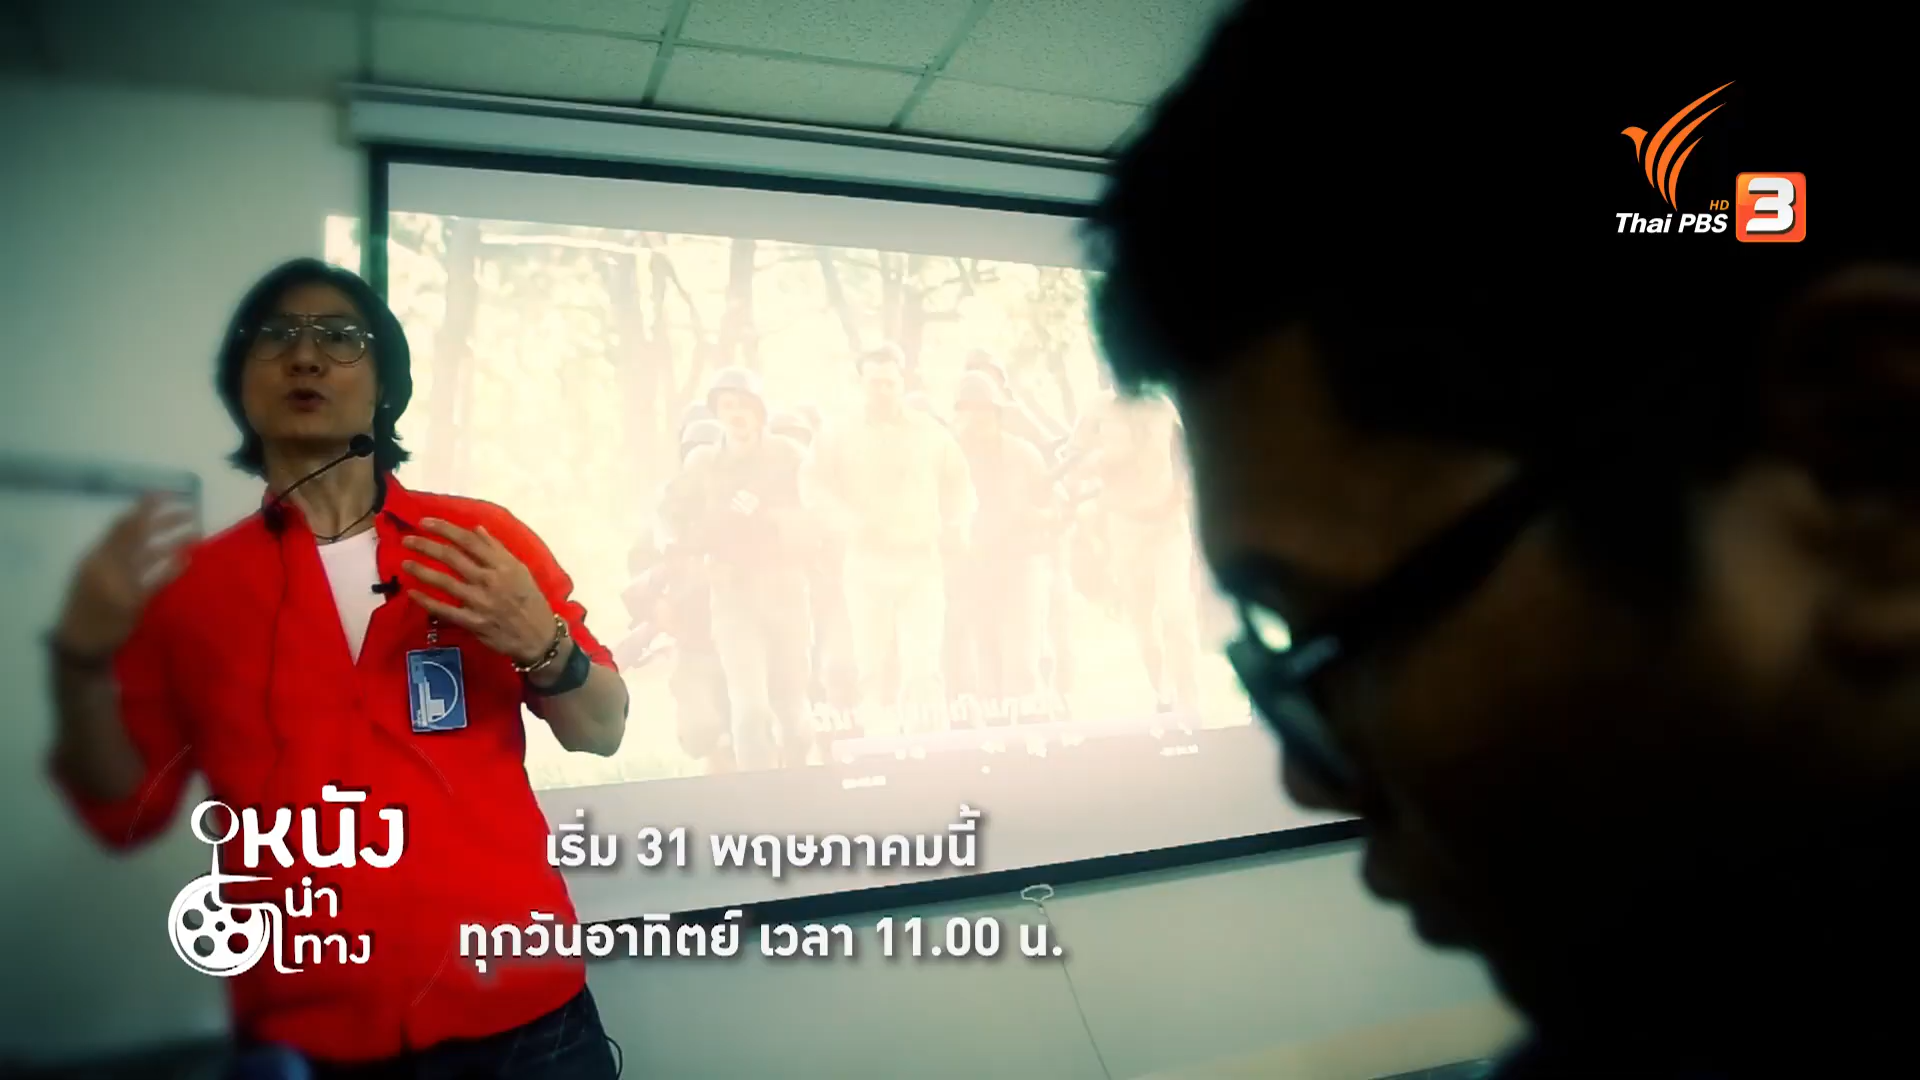 HD
Thai PBS 3
หนัง
นำ
ทาง
เริ่ม 31 พฤษภาคมนี้
ทุกวันอาทิตย์ เวลา 11.00 น.